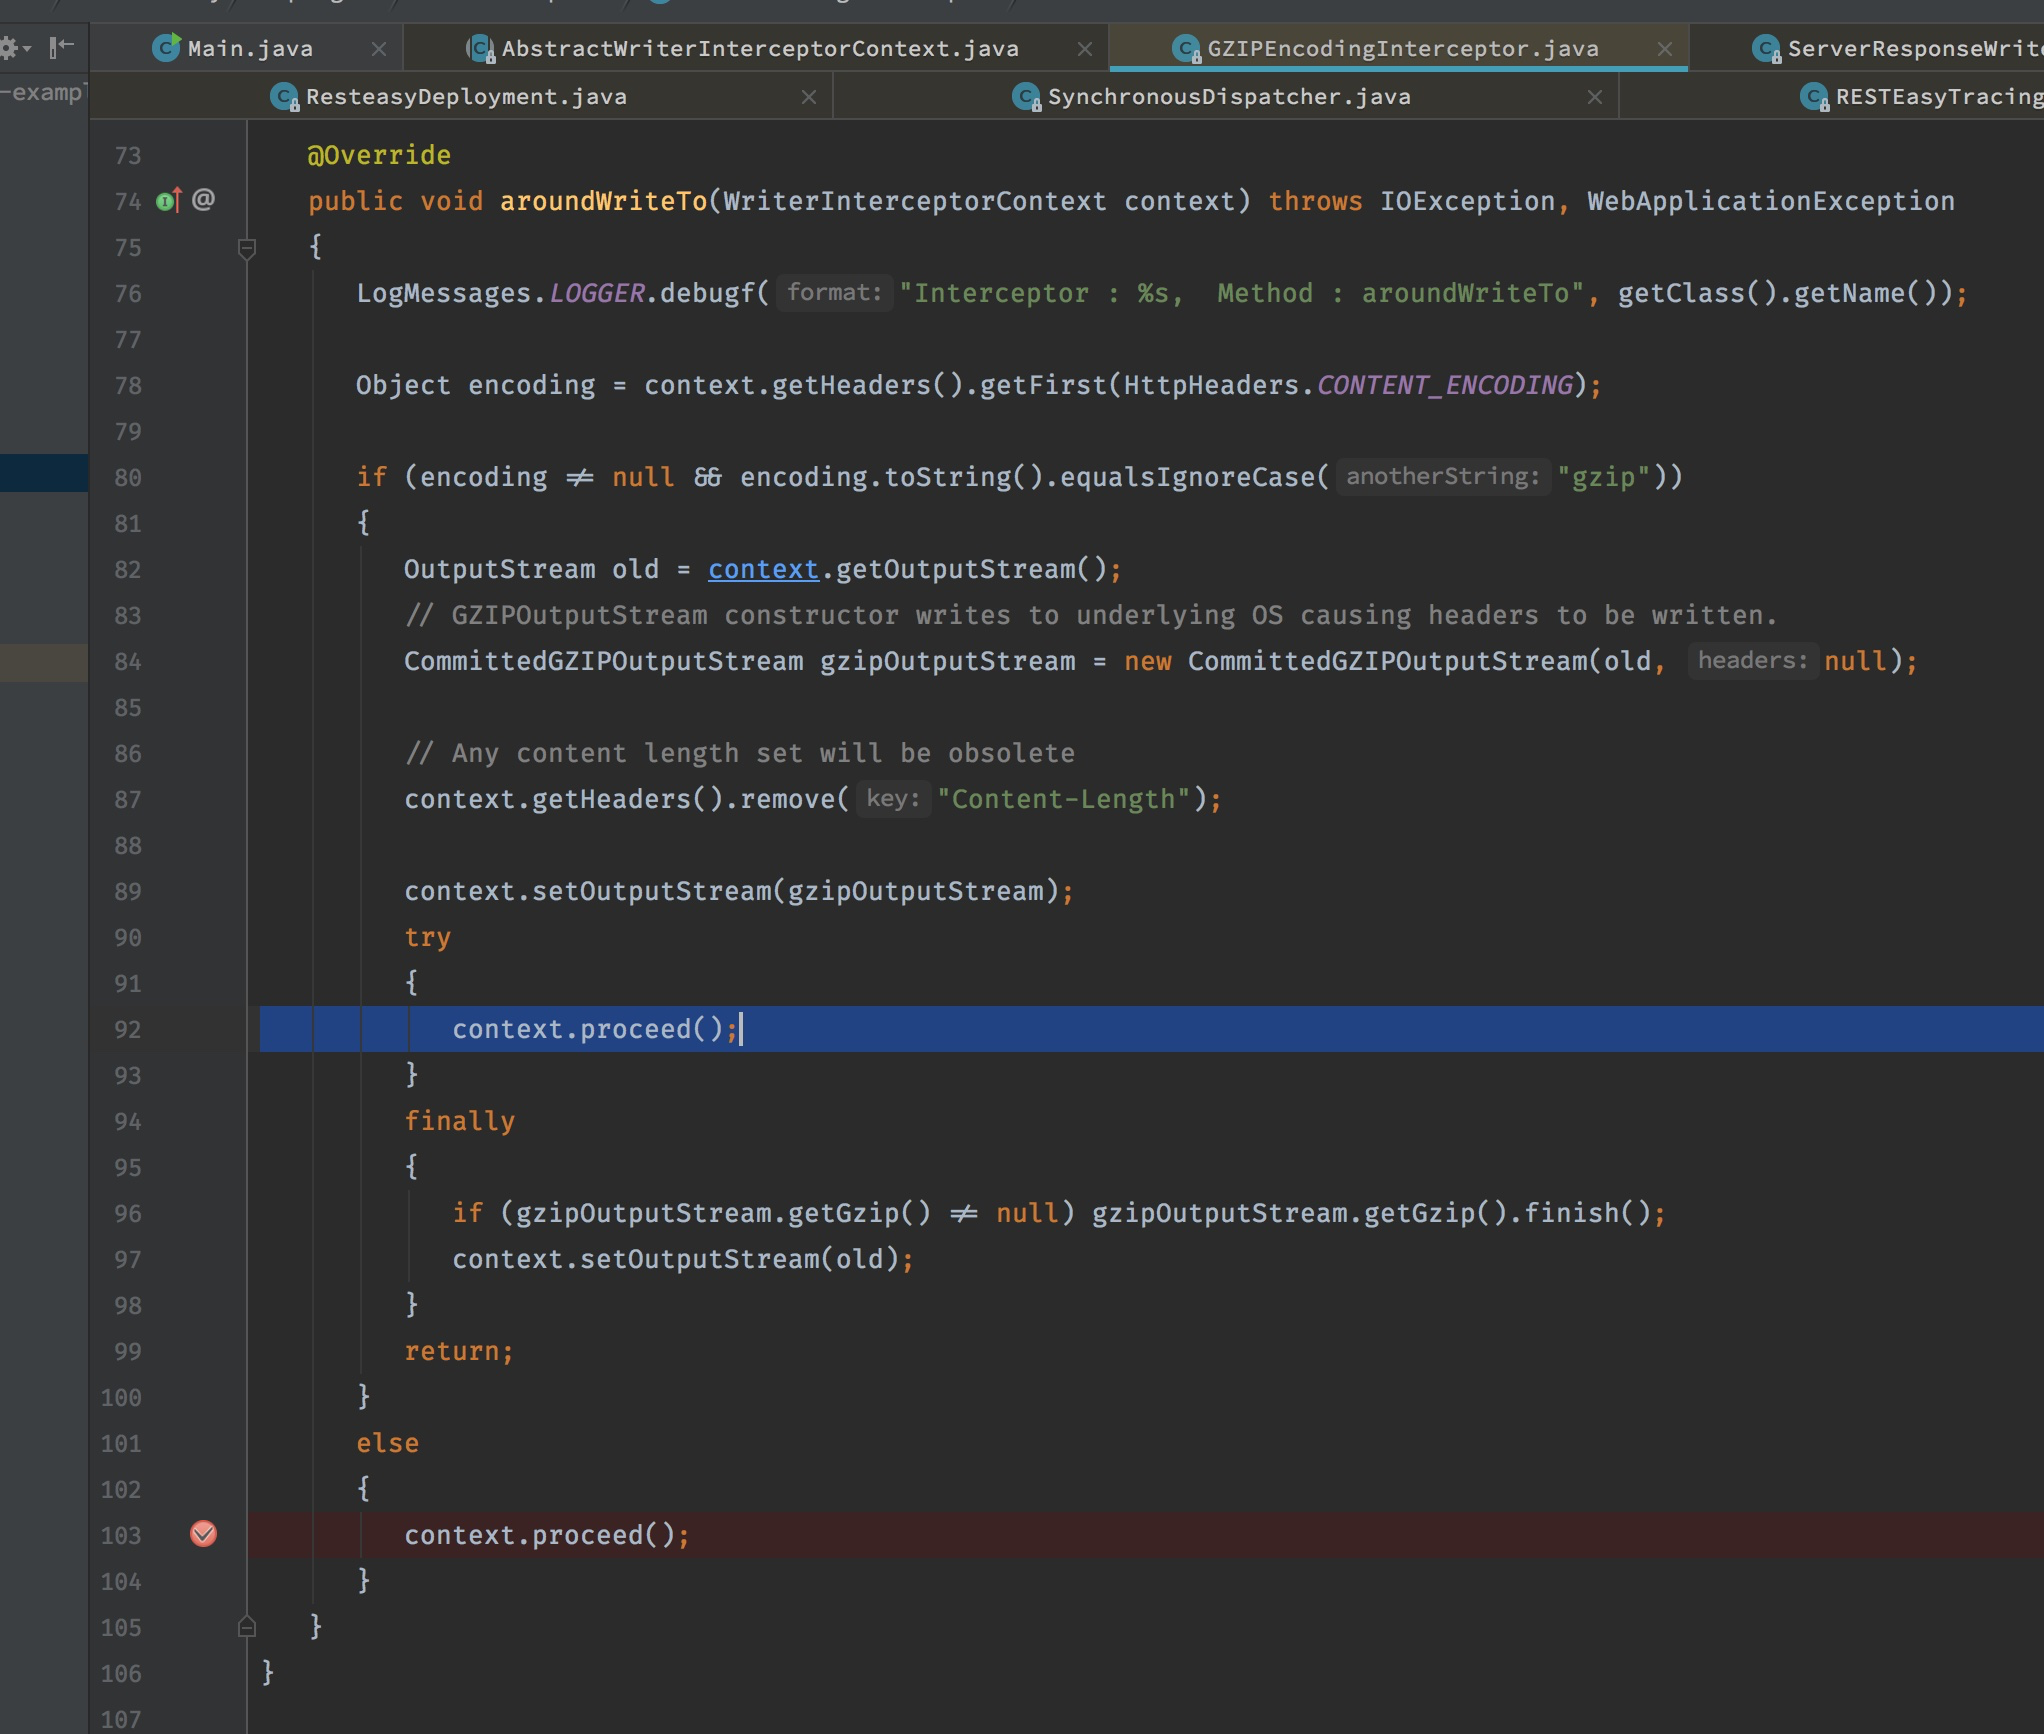 Main.java AbstractWriterInterceptorContext.java GZIPEncodingInterceptor.java ServerResponseWrite
-examp ResteasyDeployment.java SynchronousDispatcher.java RESTEasyTracing
73 @Override
74 public void aroundWriteTo(WriterInterceptorContext context) throws IOException, WebApplicationException
75 {
76 LogMessages.LOGGER.debugf( format: "Interceptor : %s,  Method : aroundWriteTo", getClass().getName());
77
78 Object encoding = context.getHeaders().getFirst(HttpHeaders.CONTENT_ENCODING);
79
80 if (encoding != null && encoding.toString().equalsIgnoreCase( anotherString: "gzip"))
81 {
82 OutputStream old = context.getOutputStream();
83 // GZIPOutputStream constructor writes to underlying OS causing headers to be written.
84 CommittedGZIPOutputStream gzipOutputStream = new CommittedGZIPOutputStream(old, headers: null);
85
86 // Any content length set will be obsolete
87 context.getHeaders().remove( key: "Content-Length");
88
89 context.setOutputStream(gzipOutputStream);
90 try
91 {
92 context.proceed();
93 }
94 finally
95 {
96 if (gzipOutputStream.getGzip() != null) gzipOutputStream.getGzip().finish();
97 context.setOutputStream(old);
98 }
99 return;
100 }
101 else
102 {
103 context.proceed();
104 }
105 }
106 }
107